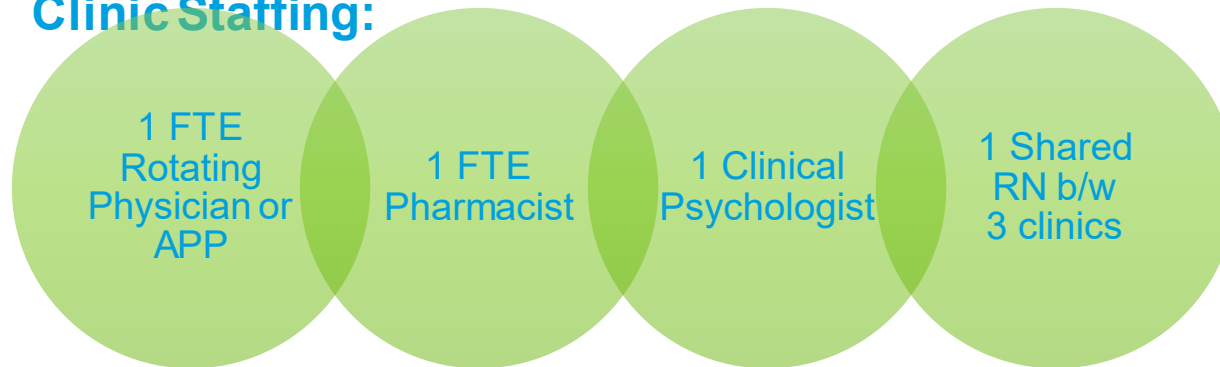 Clinic Staffing:
1 FTE
Rotating
Physician or
APP
1 FTE
Pharmacist
1 Clinical
Psychologist
1 Shared
RN b/w
3 clinics